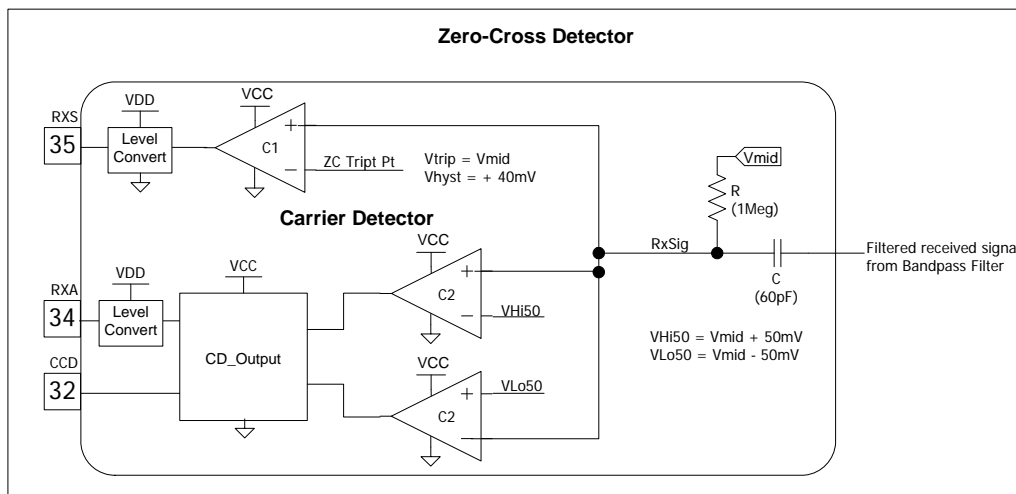 Zero-Cross Detector
RXS
35
VDD
Level
Convert
VCC
C1
ZC Tript Pt
Vtrip = Vmid
Vhyst = + 40mV
Vmid
R
(1Meg)
Carrier Detector
RxSig
C
(60pF)
Filtered received signal
from Bandpass Filter
RXA
34
VDD
Level
Convert
VCC
CD_Output
VCC
C2
VHi50
VHi50 = Vmid + 50mV
VLo50 = Vmid - 50mV
CCD
32
VCC
C2
VLo50